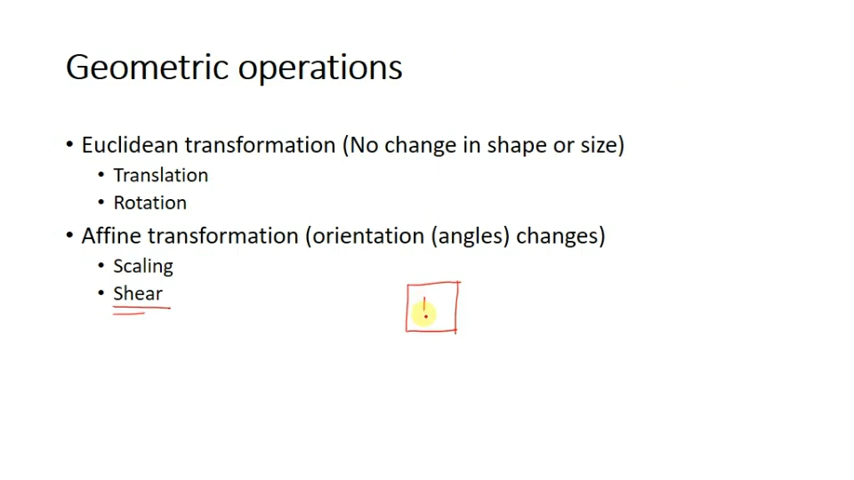 Geometric operations
• Euclidean transformation (No change in shape or size)
• Translation
• Rotation
• Affine transformation (orientation (angles) changes)
• Scaling
• Shear